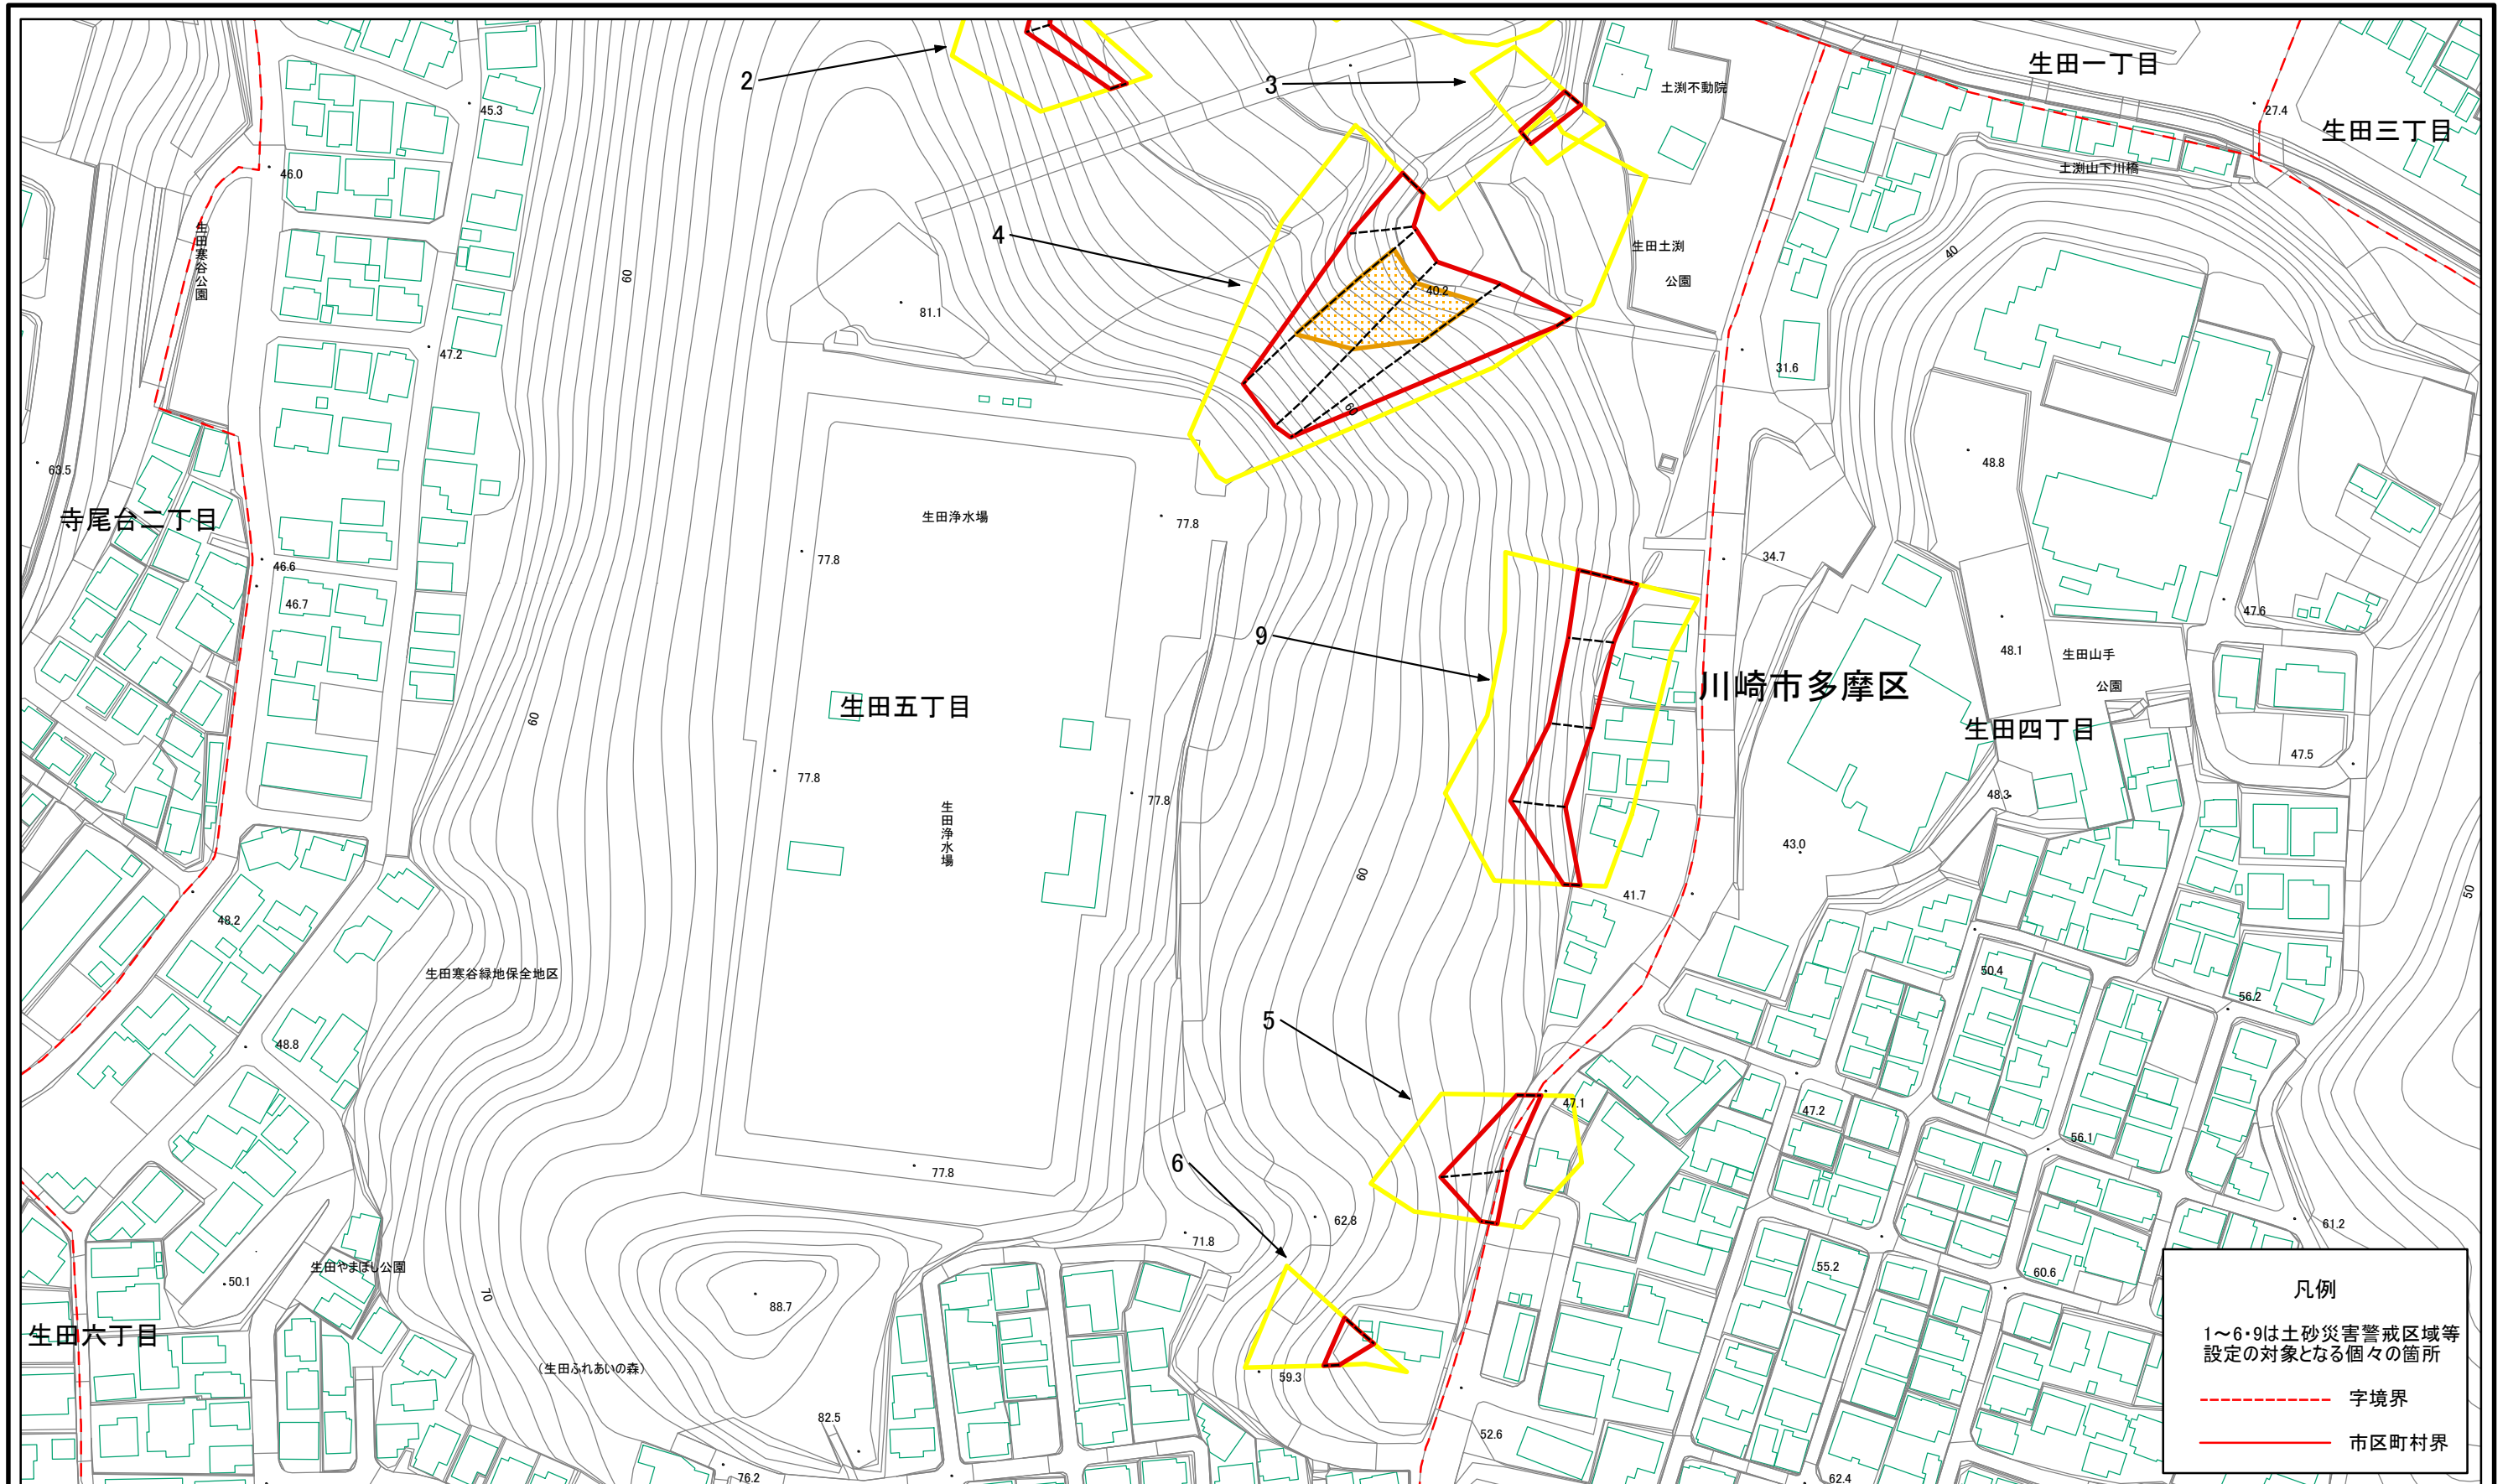 2
3
土渕不動院
生田一丁目
27.4
生田三丁目
45.3
46.0
土渕山下川橋
生田寒谷公園
4
生田土渕
公園
40
60
81.1
40.2
47.2
31.6
60
63.5
48.8
寺尾台二丁目
生田浄水場
77.8
77.8
34.7
46.6
46.7
47.6
9
48.1
生田山手
公園
川崎市多摩区
生田五丁目
生田四丁目
60
47.5
77.8
77.8
48.3
生田浄水場
43.0
60
41.7
50
48.2
生田寒谷緑地保全地区
50.4
56.2
5
48.8
47.1
47.2
56.1
6
77.8
62.8
71.8
61.2
生田やまぼし公園
50.1
55.2
60.6
70
88.7
生田六丁目
(生田ふれあいの森)
59.3
82.5
52.6
76.2
62.4
凡例
1～6・9は土砂災害警戒区域等
設定の対象となる個々の箇所
字境界
市区町村界